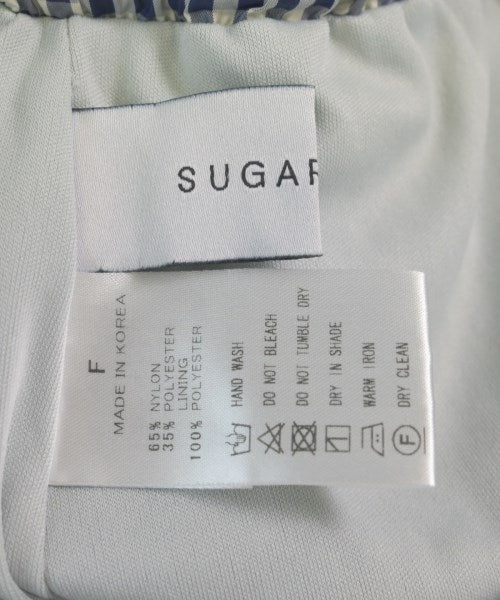 SUGAR
F
MADE IN KOREA
65% NYLON
35% POLYESTER
LINING
100% POLYESTER
HAND WASH
DO NOT BLEACH
DO NOT TUMBLE DRY
DRY IN SHADE
WARM IRON
DRY CLEAN
F